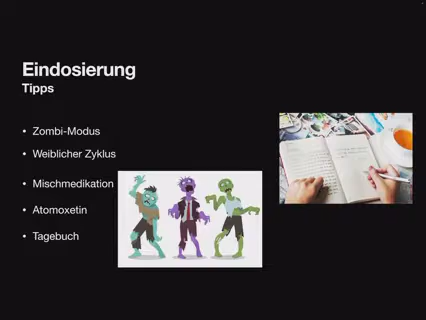 Eindosierung
Tipps
• Zombi-Modus
• Weiblicher Zyklus
• Mischmedikation
• Atomoxetin
• Tagebuch